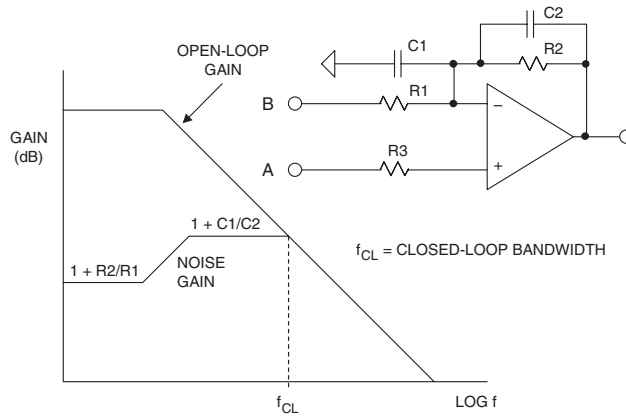 OPEN-LOOP
GAIN
GAIN
(dB)
1 + C1/C2
1 + R2/R1
NOISE
GAIN
f_CL
LOG f
C1
C2
R2
B
R1
−
A
R3
+
f_CL = CLOSED-LOOP BANDWIDTH